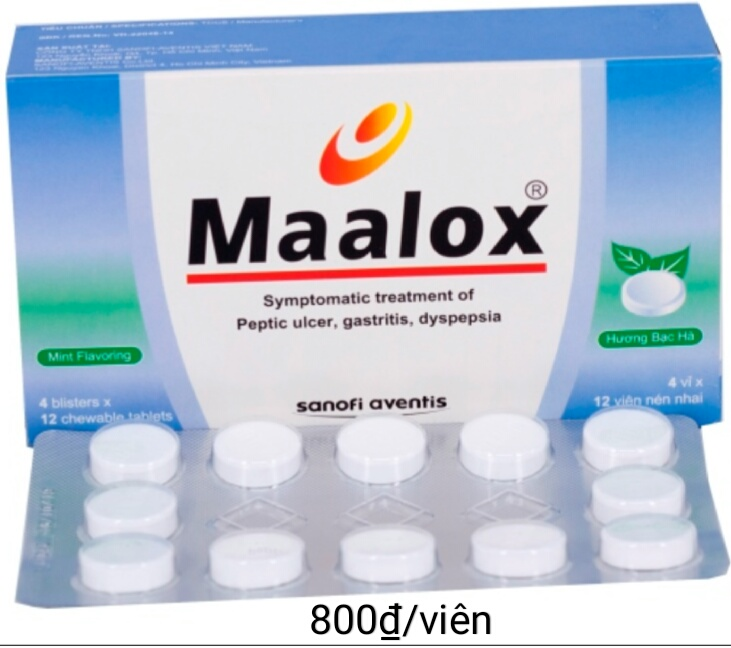 Maalox®
Symptomatic treatment of
Peptic ulcer, gastritis, dyspepsia
Mint Flavoring
Hương Bạc Hà
4 blisters x
12 chewable tablets
4 vỉ x
12 viên nén nhai
sanofi aventis
800₫/viên